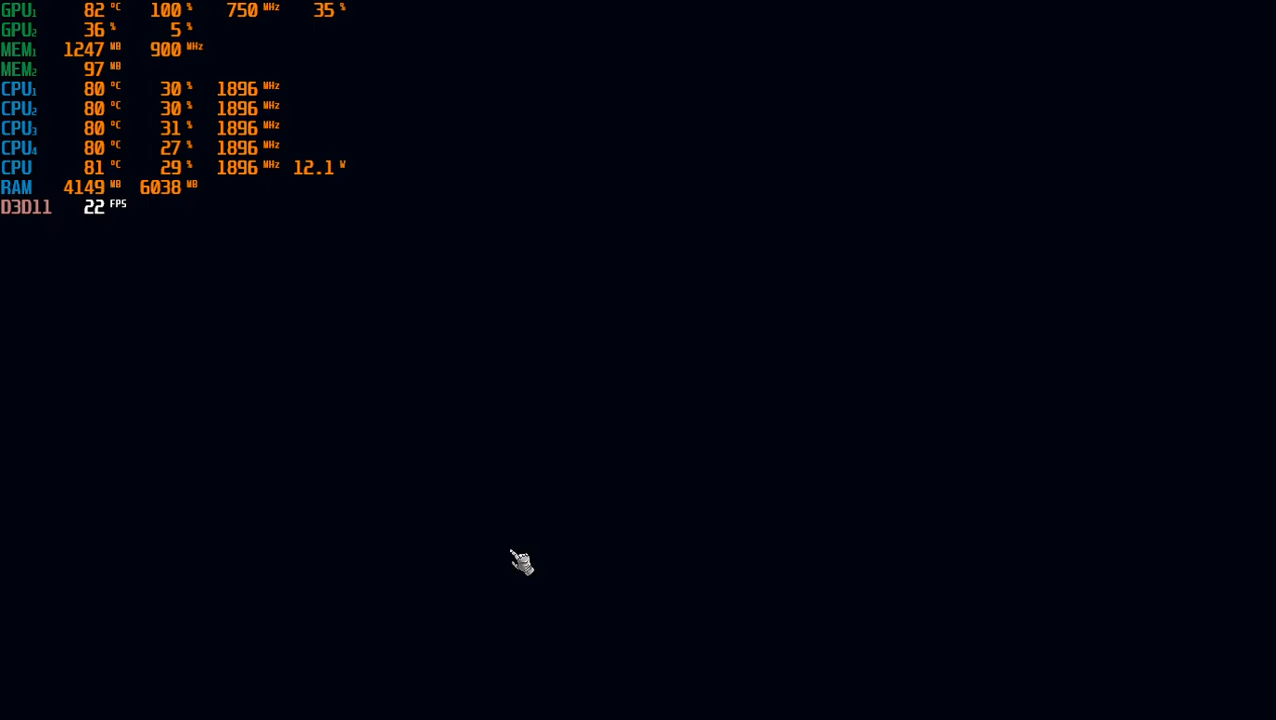 GPU1 82 °C 100 % 750 MHz 35 %
GPU2 36 % 5 %
MEM1 1247 MB 900 MHz
MEM2 97 MB
CPU1 80 °C 30 % 1896 MHz
CPU2 80 °C 30 % 1896 MHz
CPU3 80 °C 31 % 1896 MHz
CPU4 80 °C 27 % 1896 MHz
CPU 81 °C 29 % 1896 MHz 12.1 W
RAM 4149 MB 6038 MB
D3D11 22 FPS